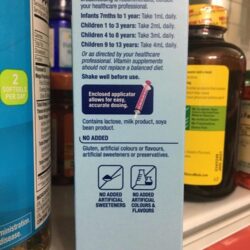 healthcare professional.
Infants 7mths to 1 year: Take 1mL daily.
Children 1 to 3 years: Take 2mL daily.
Children 4 to 8 years: Take 3mL daily.
Children 9 to 13 years: Take 4mL daily.
Or as directed by your healthcare
professional. Vitamin supplements
should not replace a balanced diet.
Shake well before use.
Enclosed applicator
allows for easy,
accurate dosing.
Contains lactose, milk product, soya
bean product.
NO ADDED
Gluten, artificial colours or flavours,
artificial sweeteners or preservatives.
NO ADDED
ARTIFICIAL
SWEETENERS
NO ADDED
ARTIFICIAL
COLOURS &
FLAVOURS
2
SOFTGELS
PER DAY
disease